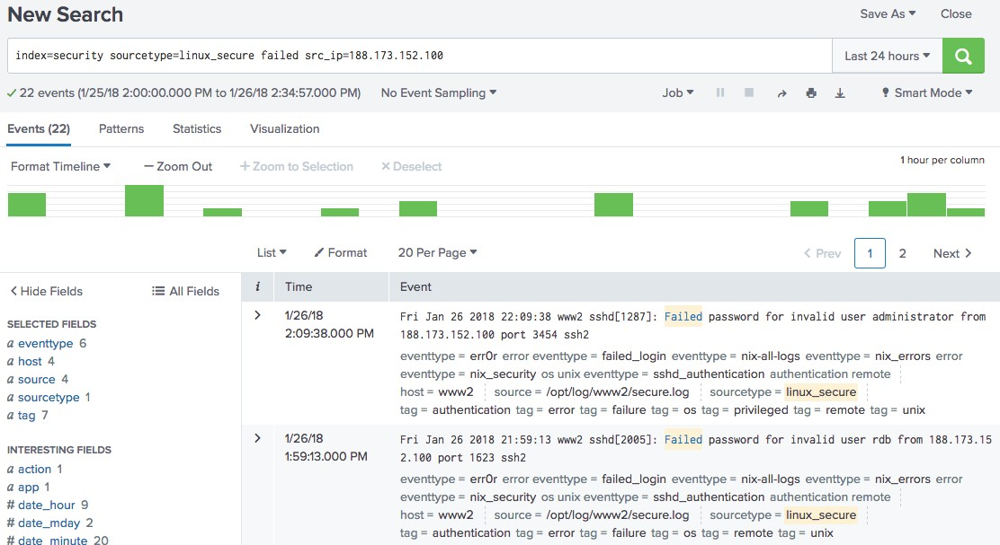 New Search
Save As Close
index=security sourcetype=linux_secure failed src_ip=188.173.152.100
Last 24 hours
22 events (1/25/18 2:00:00.000 PM to 1/26/18 2:34:57.000 PM) No Event Sampling
Job Smart Mode
Events (22) Patterns Statistics Visualization
Format Timeline — Zoom Out + Zoom to Selection × Deselect
1 hour per column
List Format 20 Per Page
< Prev 1 2 Next >
< Hide Fields All Fields
SELECTED FIELDS
a eventtype 6
a host 4
a source 4
a sourcetype 1
a tag 7
INTERESTING FIELDS
a action 1
a app 1
# date_hour 9
# date_mday 2
# date_minute 20
i Time Event
> 1/26/18
2:09:38.000 PM
Fri Jan 26 2018 22:09:38 www2 sshd[1287]: Failed password for invalid user administrator from
188.173.152.100 port 3454 ssh2
eventtype = err0r error eventtype = failed_login eventtype = nix-all-logs eventtype = nix_errors error
eventtype = nix_security os unix eventtype = sshd_authentication authentication remote
host = www2 source = /opt/log/www2/secure.log sourcetype = linux_secure
tag = authentication tag = error tag = failure tag = os tag = privileged tag = remote tag = unix
> 1/26/18
1:59:13.000 PM
Fri Jan 26 2018 21:59:13 www2 sshd[2005]: Failed password for invalid user rdb from 188.173.15
2.100 port 1623 ssh2
eventtype = err0r error eventtype = failed_login eventtype = nix-all-logs eventtype = nix_errors error
eventtype = nix_security os unix eventtype = sshd_authentication authentication remote
host = www2 source = /opt/log/www2/secure.log sourcetype = linux_secure
tag = authentication tag = error tag = failure tag = os tag = remote tag = unix